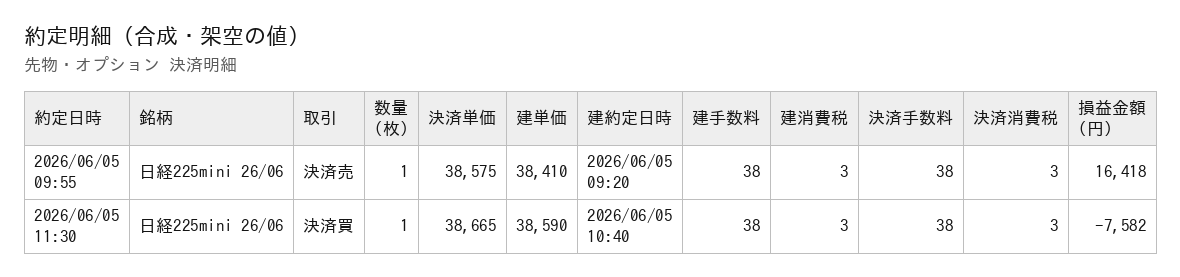 約定明細（合成・架空の値）
先物・オプション 決済明細
約定日時 銘柄 取引 数量（枚） 決済単価 建単価 建約定日時 建手数料 建消費税 決済手数料 決済消費税 損益金額（円）
2026/06/05 09:55 日経225mini 26/06 決済売 1 38,575 38,410 2026/06/05 09:20 38 3 38 3 16,418
2026/06/05 11:30 日経225mini 26/06 決済買 1 38,665 38,590 2026/06/05 10:40 38 3 38 3 -7,582